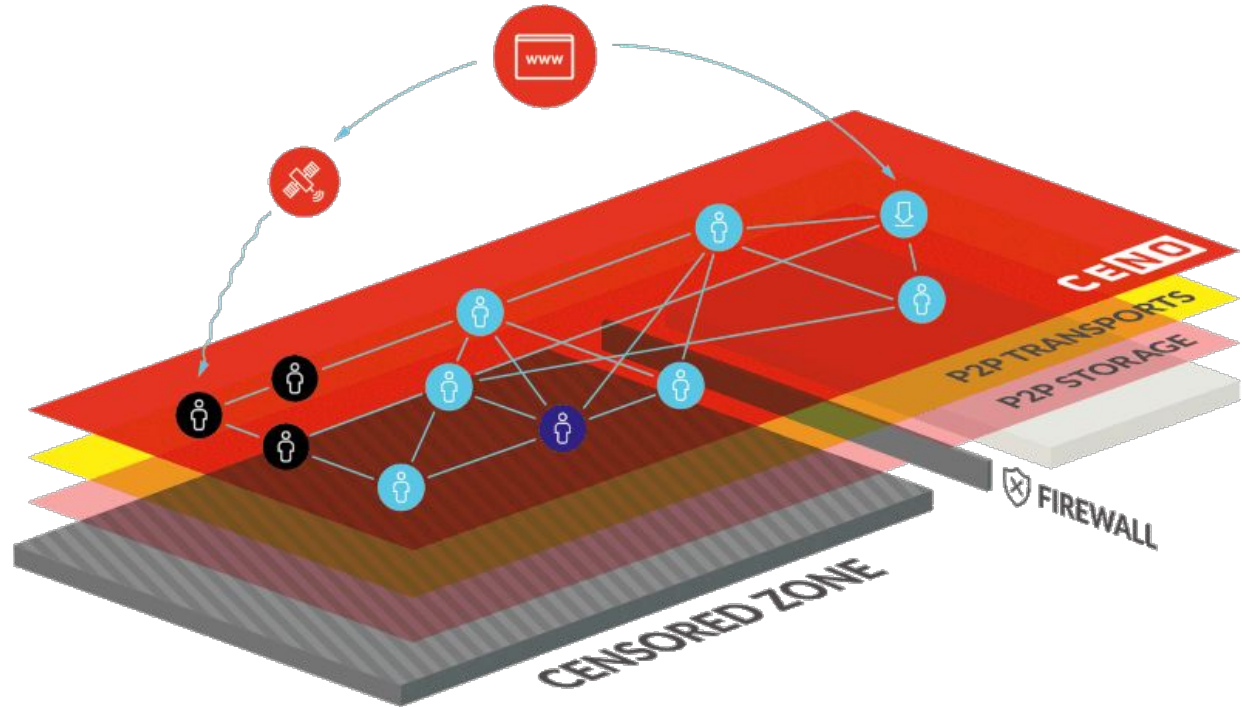 www
CENO
P2P TRANSPORTS
P2P STORAGE
FIREWALL
CENSORED ZONE